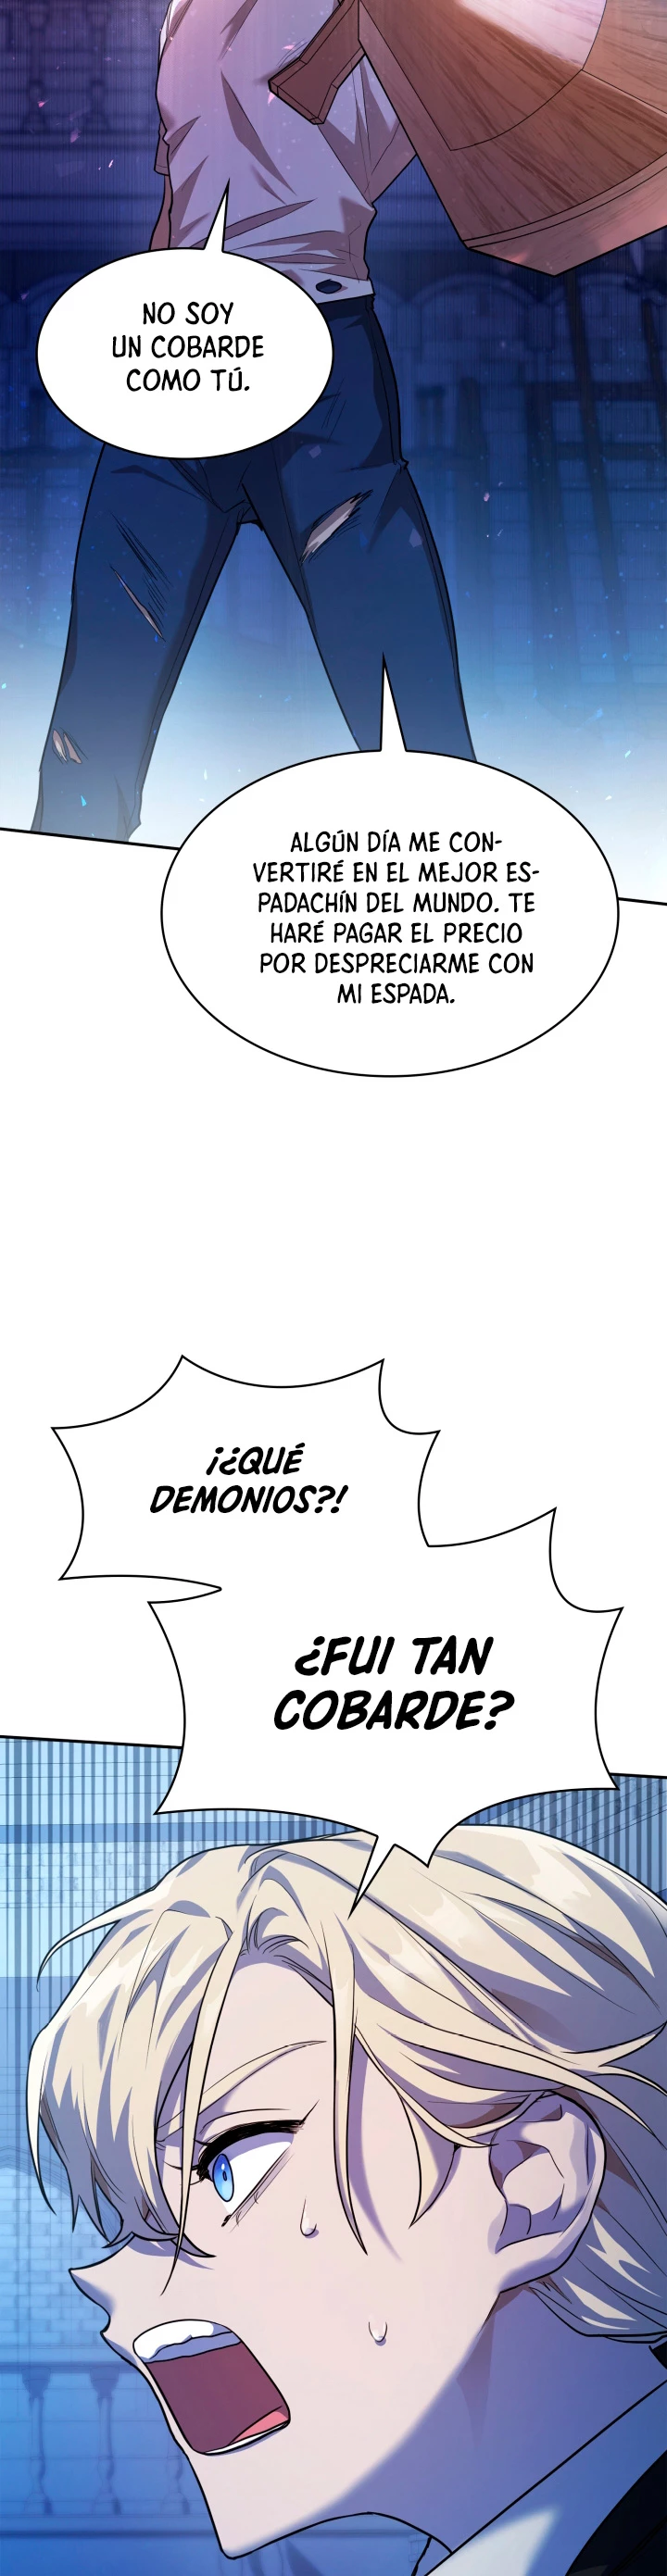 NO SOY
UN COBARDE
COMO TÚ.
ALGÚN DÍA ME CON-
VERTIRÉ EN EL MEJOR ES-
PADACHÍN DEL MUNDO. TE
HARÉ PAGAR EL PRECIO
POR DESPRECIARME CON
MI ESPADA.
¡¿QUÉ
DEMONIOS?!
¿FUI TAN
COBARDE?